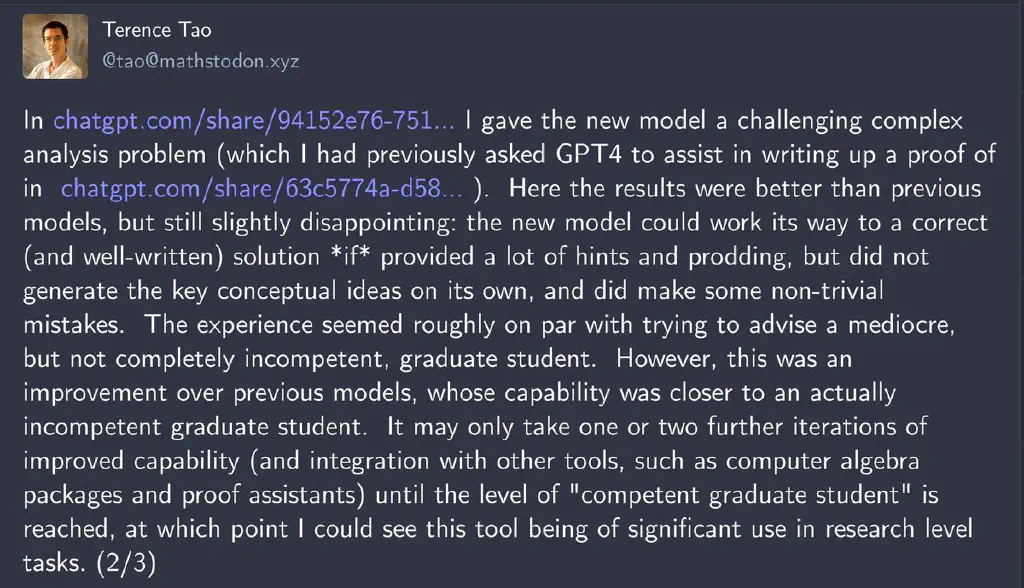 Terence Tao
@tao@mathstodon.xyz
In chatgpt.com/share/94152e76-751... I gave the new model a challenging complex
analysis problem (which I had previously asked GPT4 to assist in writing up a proof of
in chatgpt.com/share/63c5774a-d58... ). Here the results were better than previous
models, but still slightly disappointing: the new model could work its way to a correct
(and well-written) solution *if* provided a lot of hints and prodding, but did not
generate the key conceptual ideas on its own, and did make some non-trivial
mistakes. The experience seemed roughly on par with trying to advise a mediocre,
but not completely incompetent, graduate student. However, this was an
improvement over previous models, whose capability was closer to an actually
incompetent graduate student. It may only take one or two further iterations of
improved capability (and integration with other tools, such as computer algebra
packages and proof assistants) until the level of "competent graduate student" is
reached, at which point I could see this tool being of significant use in research level
tasks. (2/3)